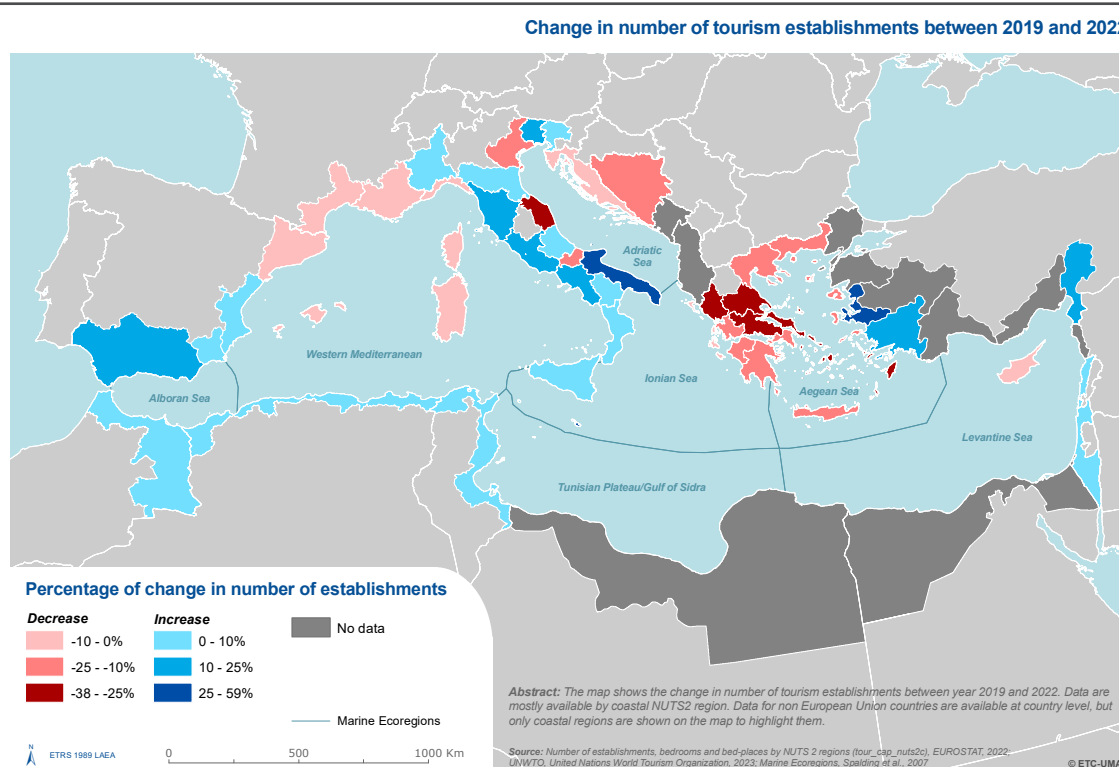 Change in number of tourism establishments between 2019 and 202
Adriatic
Sea
Western Mediterranean
Ionian Sea
Alboran Sea
Aegean Sea
Levantine Sea
Tunisian Plateau/Gulf of Sidra
Percentage of change in number of establishments
Decrease
Increase
-10 - 0%
0 - 10%
No data
-25 - -10%
10 - 25%
-38 - -25%
25 - 59%
Marine Ecoregions
Abstract: The map shows the change in number of tourism establishments between year 2019 and 2022. Data are
mostly available by coastal NUTS2 region. Data for non European Union countries are available at country level, but
only coastal regions are shown on the map to highlight them.
N
ETRS 1989 LAEA
0
500
1000 Km
Source: Number of establishments, bedrooms and bed-places by NUTS 2 regions (tour_cap_nuts2c), EUROSTAT, 2022;
UNWTO, United Nations World Tourism Organization, 2023; Marine Ecoregions, Spalding et al., 2007
© ETC-UMA